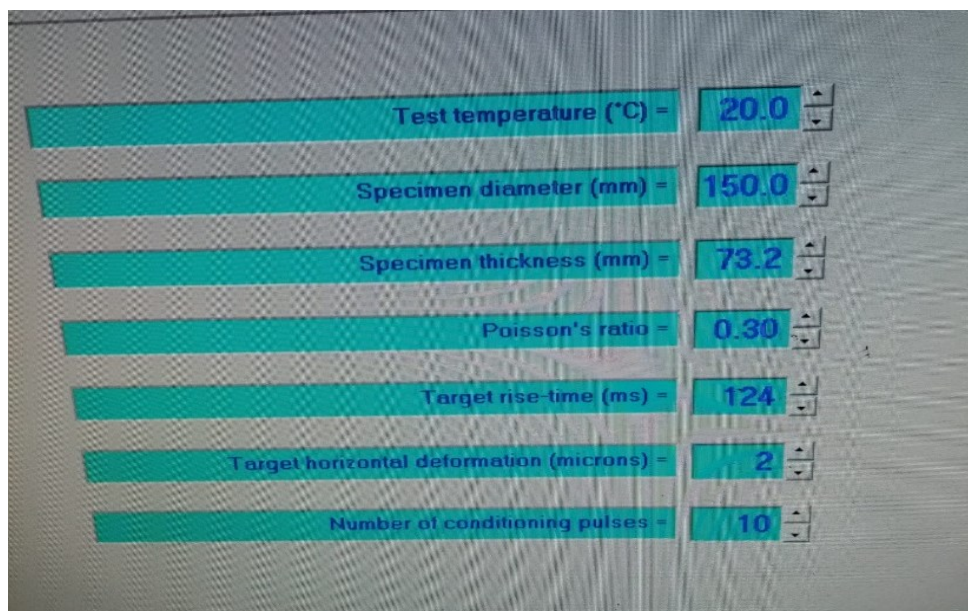 Test temperature (°C) = 20.0
Specimen diameter (mm) = 150.0
Specimen thickness (mm) = 73.2
Poisson's ratio = 0.30
Target rise-time (ms) = 124
Target horizontal deformation (microns) = 2
Number of conditioning pulses = 10